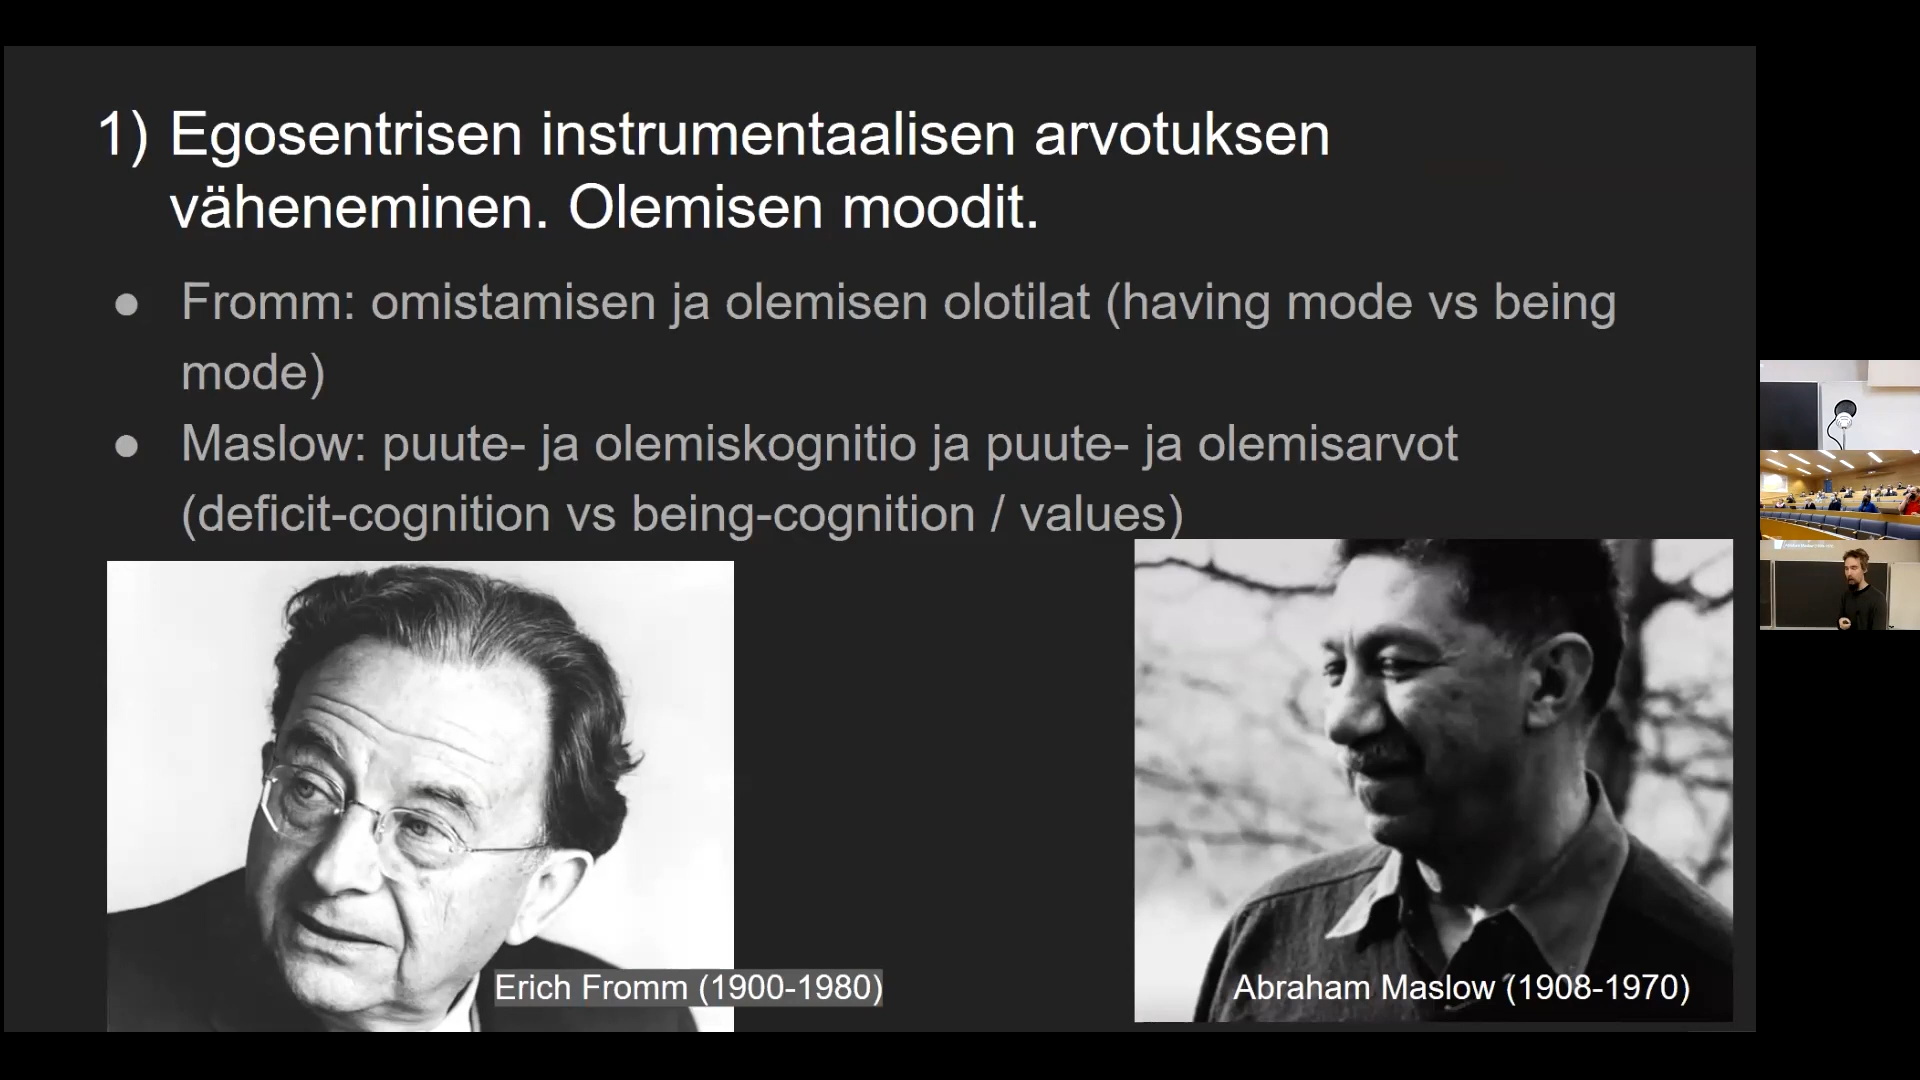 1) Egosentrisen instrumentaalisen arvotuksen
väheneminen. Olemisen moodit.
● Fromm: omistamisen ja olemisen olotilat (having mode vs being
mode)
● Maslow: puute- ja olemiskognitio ja puute- ja olemisarvot
(deficit-cognition vs being-cognition / values)
Erich Fromm (1900-1980)
Abraham Maslow (1908-1970)